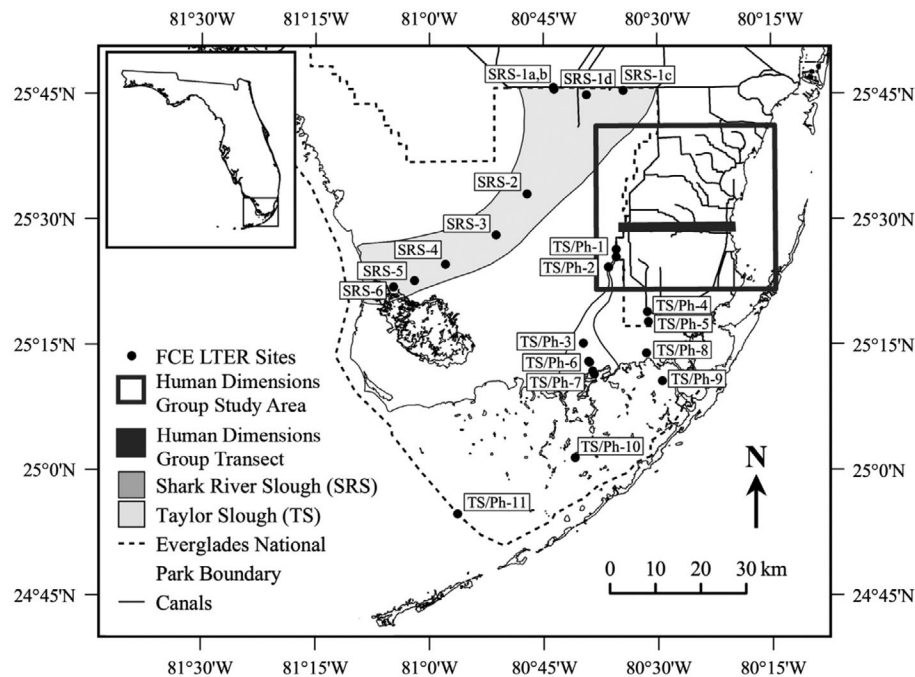 81°30'W 81°15'W 81°0'W 80°45'W 80°30'W 80°15'W
25°45'N 25°45'N
25°30'N 25°30'N
25°15'N 25°15'N
25°0'N 25°0'N
24°45'N 24°45'N
SRS-1a,b
SRS-1d
SRS-1c
SRS-2
SRS-3
SRS-4
SRS-5
SRS-6
TS/Ph-1
TS/Ph-2
TS/Ph-4
TS/Ph-5
TS/Ph-3
TS/Ph-8
TS/Ph-6
TS/Ph-7
TS/Ph-9
TS/Ph-10
TS/Ph-11
FCE LTER Sites
Human Dimensions
Group Study Area
Human Dimensions
Group Transect
Shark River Slough (SRS)
Taylor Slough (TS)
Everglades National
Park Boundary
Canals
N
0 10 20 30 km
81°30'W 81°15'W 81°0'W 80°45'W 80°30'W 80°15'W